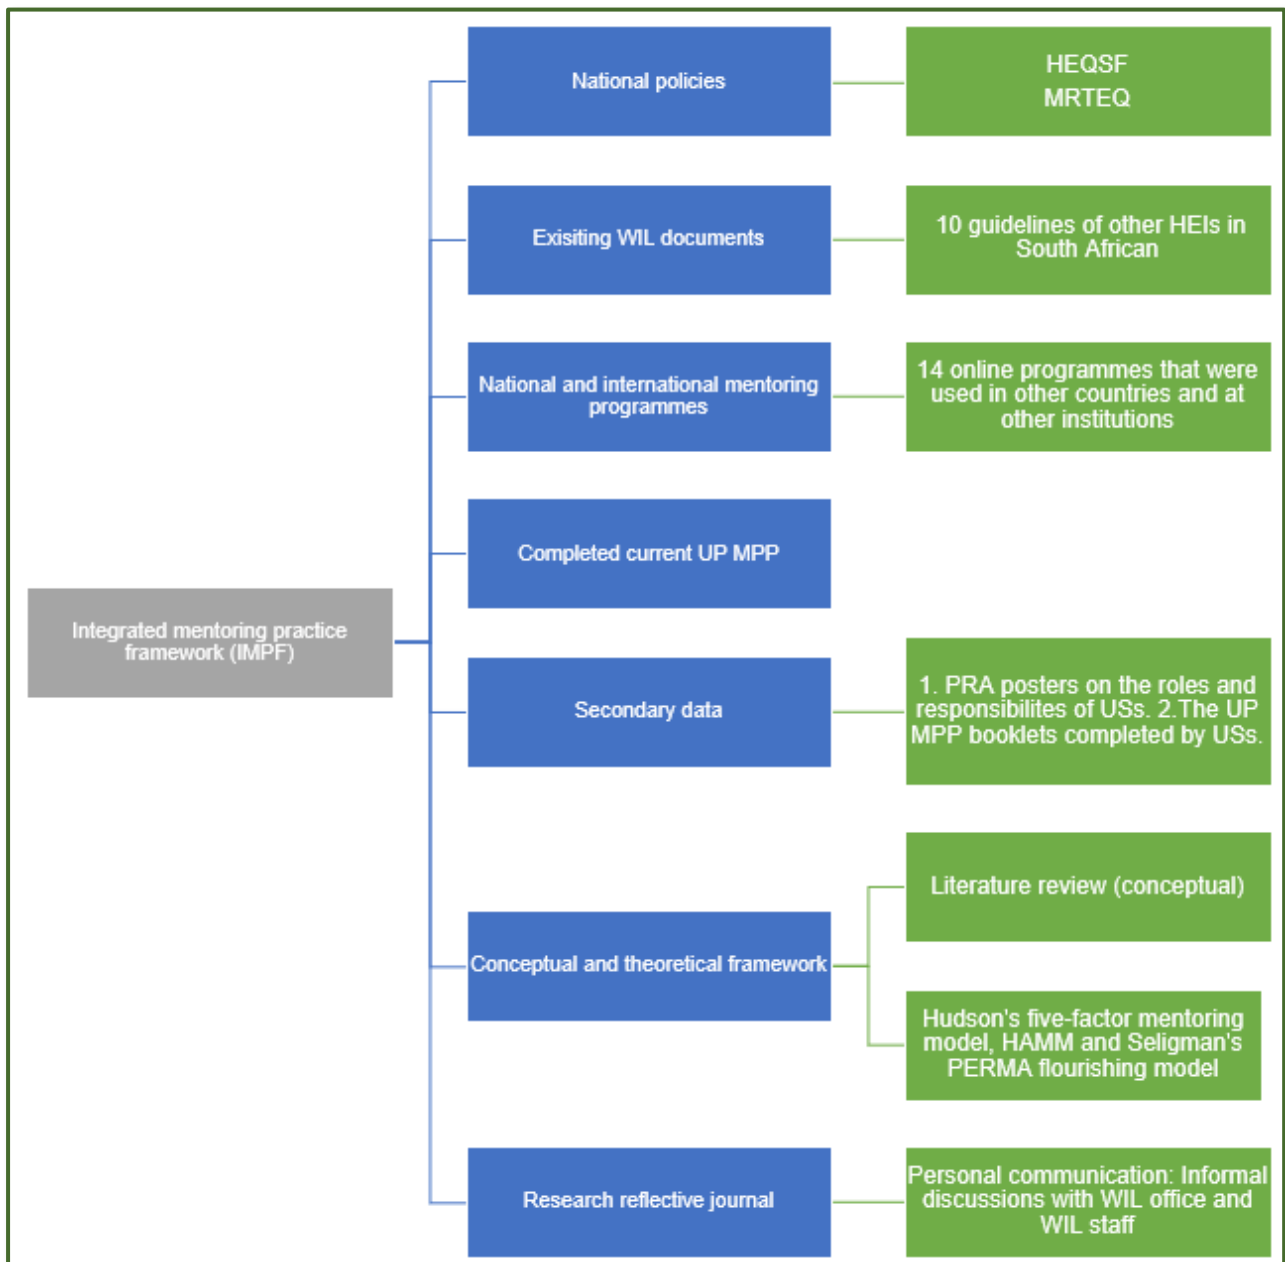 National policies
HEQSF
MRTEQ
Exisiting WIL documents
10 guidelines of other HEIs in
South African
National and international mentoring
programmes
14 online programmes that were
used in other countries and at
other institutions
Completed current UP MPP
Integrated mentoring practice
framework (IMPF)
Secondary data
1. PRA posters on the roles and
responsibilites of USs. 2.The UP
MPP booklets completed by USs.
Conceptual and theoretical framework
Literature review (conceptual)
Hudson's five-factor mentoring
model, HAMM and Seligman's
PERMA flourishing model
Research reflective journal
Personal communication: Informal
discussions with WIL office and
WIL staff